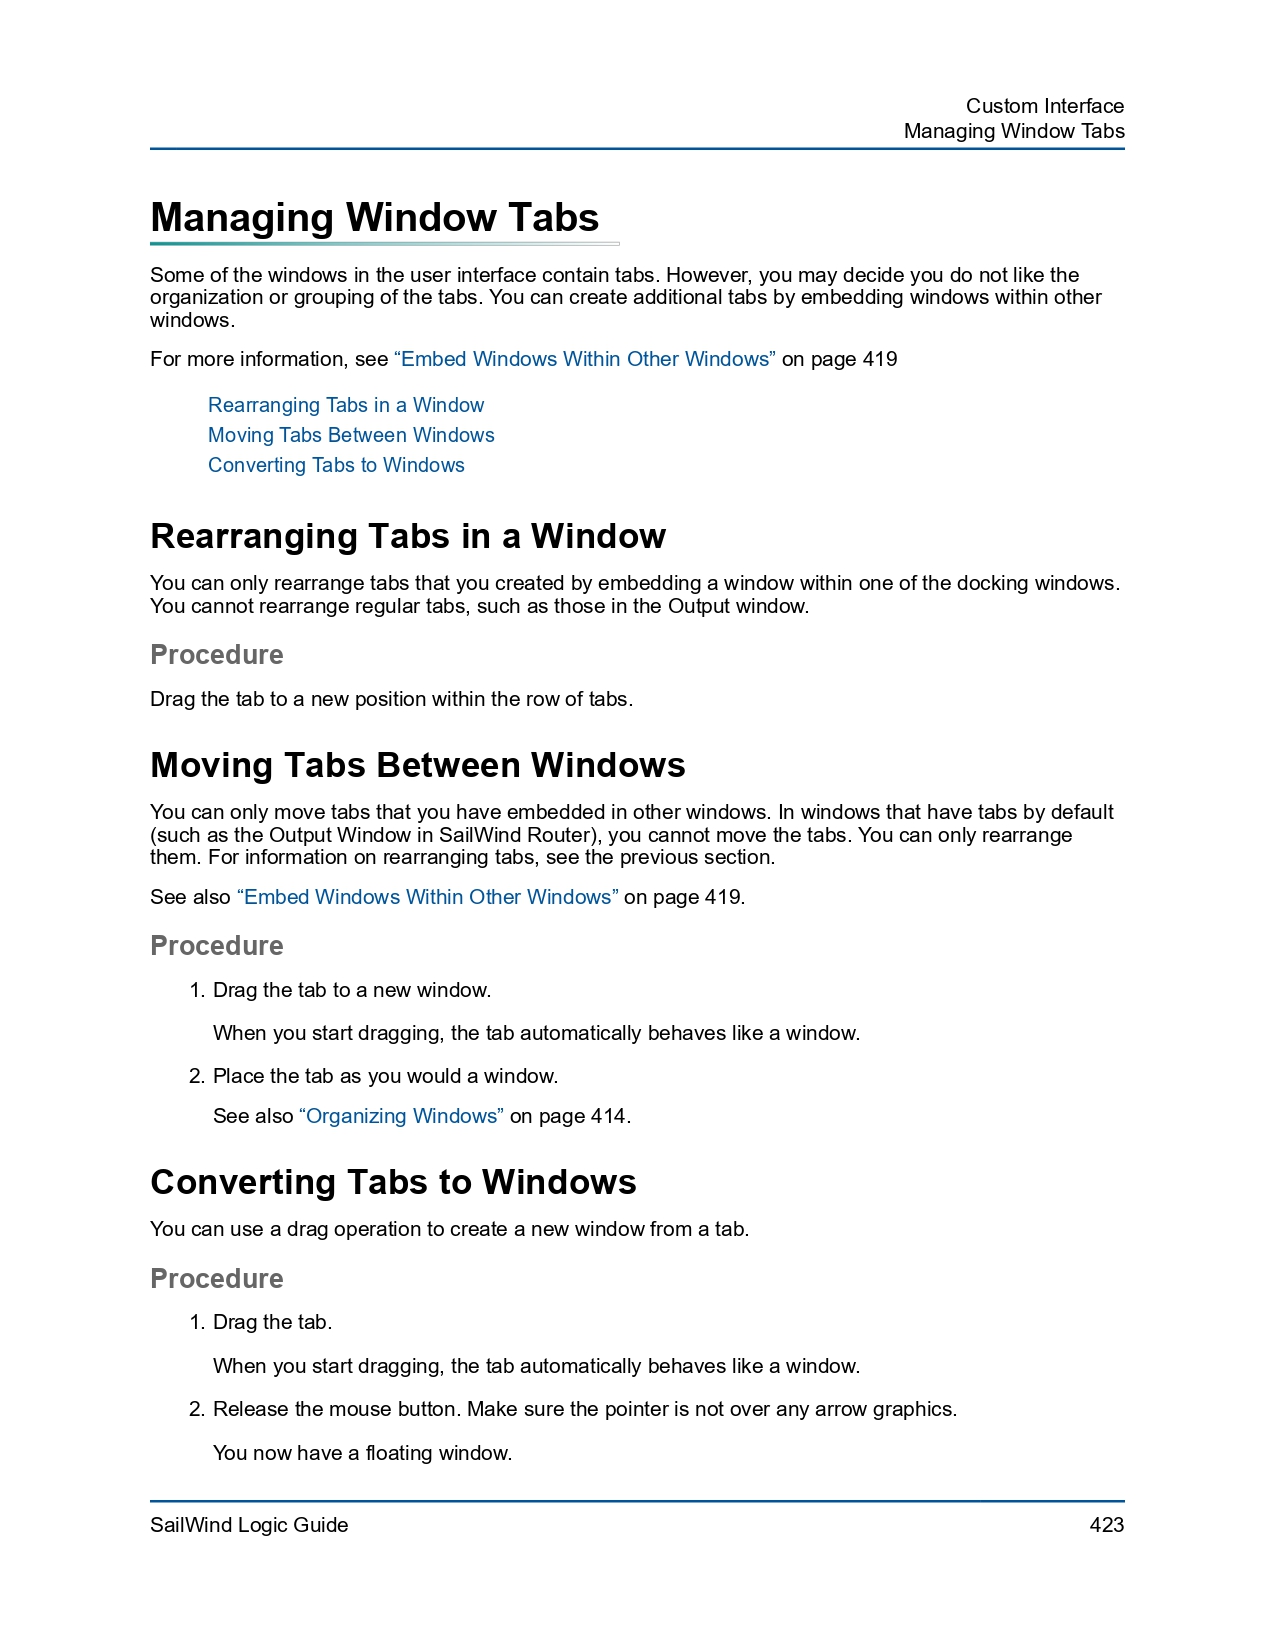 Custom Interface
Managing Window Tabs
Managing Window Tabs
Some of the windows in the user interface contain tabs. However, you may decide you do not like the
organization or grouping of the tabs. You can create additional tabs by embedding windows within other
windows.
For more information, see “Embed Windows Within Other Windows” on page 419
Rearranging Tabs in a Window
Moving Tabs Between Windows
Converting Tabs to Windows
Rearranging Tabs in a Window
You can only rearrange tabs that you created by embedding a window within one of the docking windows.
You cannot rearrange regular tabs, such as those in the Output window.
Procedure
Drag the tab to a new position within the row of tabs.
Moving Tabs Between Windows
You can only move tabs that you have embedded in other windows. In windows that have tabs by default
(such as the Output Window in SailWind Router), you cannot move the tabs. You can only rearrange
them. For information on rearranging tabs, see the previous section.
See also “Embed Windows Within Other Windows” on page 419.
Procedure
1. Drag the tab to a new window.
When you start dragging, the tab automatically behaves like a window.
2. Place the tab as you would a window.
See also “Organizing Windows” on page 414.
Converting Tabs to Windows
You can use a drag operation to create a new window from a tab.
Procedure
1. Drag the tab.
When you start dragging, the tab automatically behaves like a window.
2. Release the mouse button. Make sure the pointer is not over any arrow graphics.
You now have a floating window.
SailWind Logic Guide 423